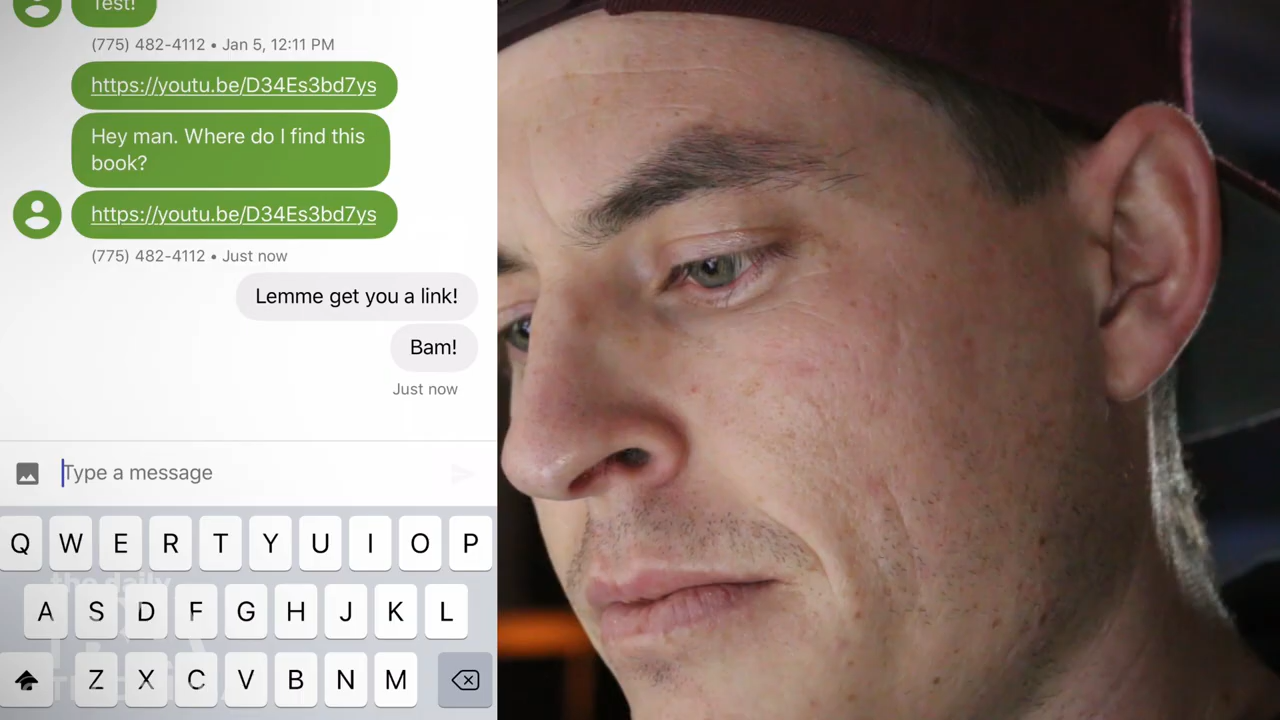 Test!
(775) 482-4112 • Jan 5, 12:11 PM
https://youtu.be/D34Es3bd7ys
Hey man. Where do I find this
book?
https://youtu.be/D34Es3bd7ys
(775) 482-4112 • Just now
Lemme get you a link!
Bam!
Just now
Type a message
Q W E R T Y U I O P
the daily
A S D F G H J K L
Z X C V B N M